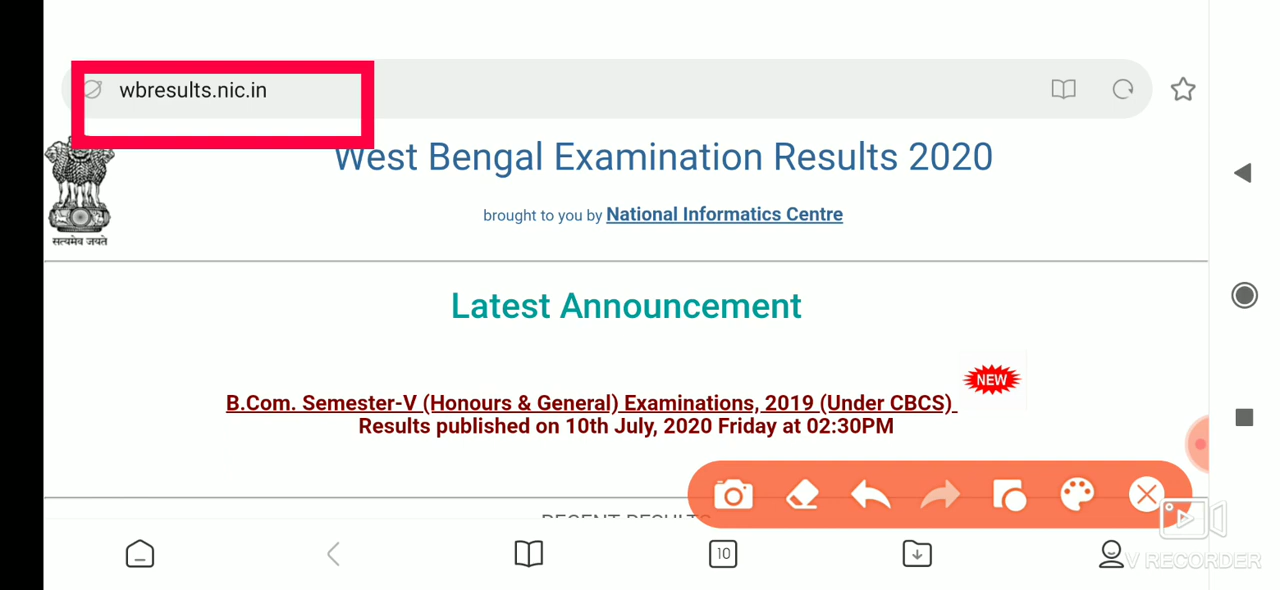 wbresults.nic.in
West Bengal Examination Results 2020
सत्यमेव जयते
brought to you by National Informatics Centre
Latest Announcement
NEW
B.Com. Semester-V (Honours & General) Examinations, 2019 (Under CBCS)
Results published on 10th July, 2020 Friday at 02:30PM
RECENT RESULTS
10
V RECORDER